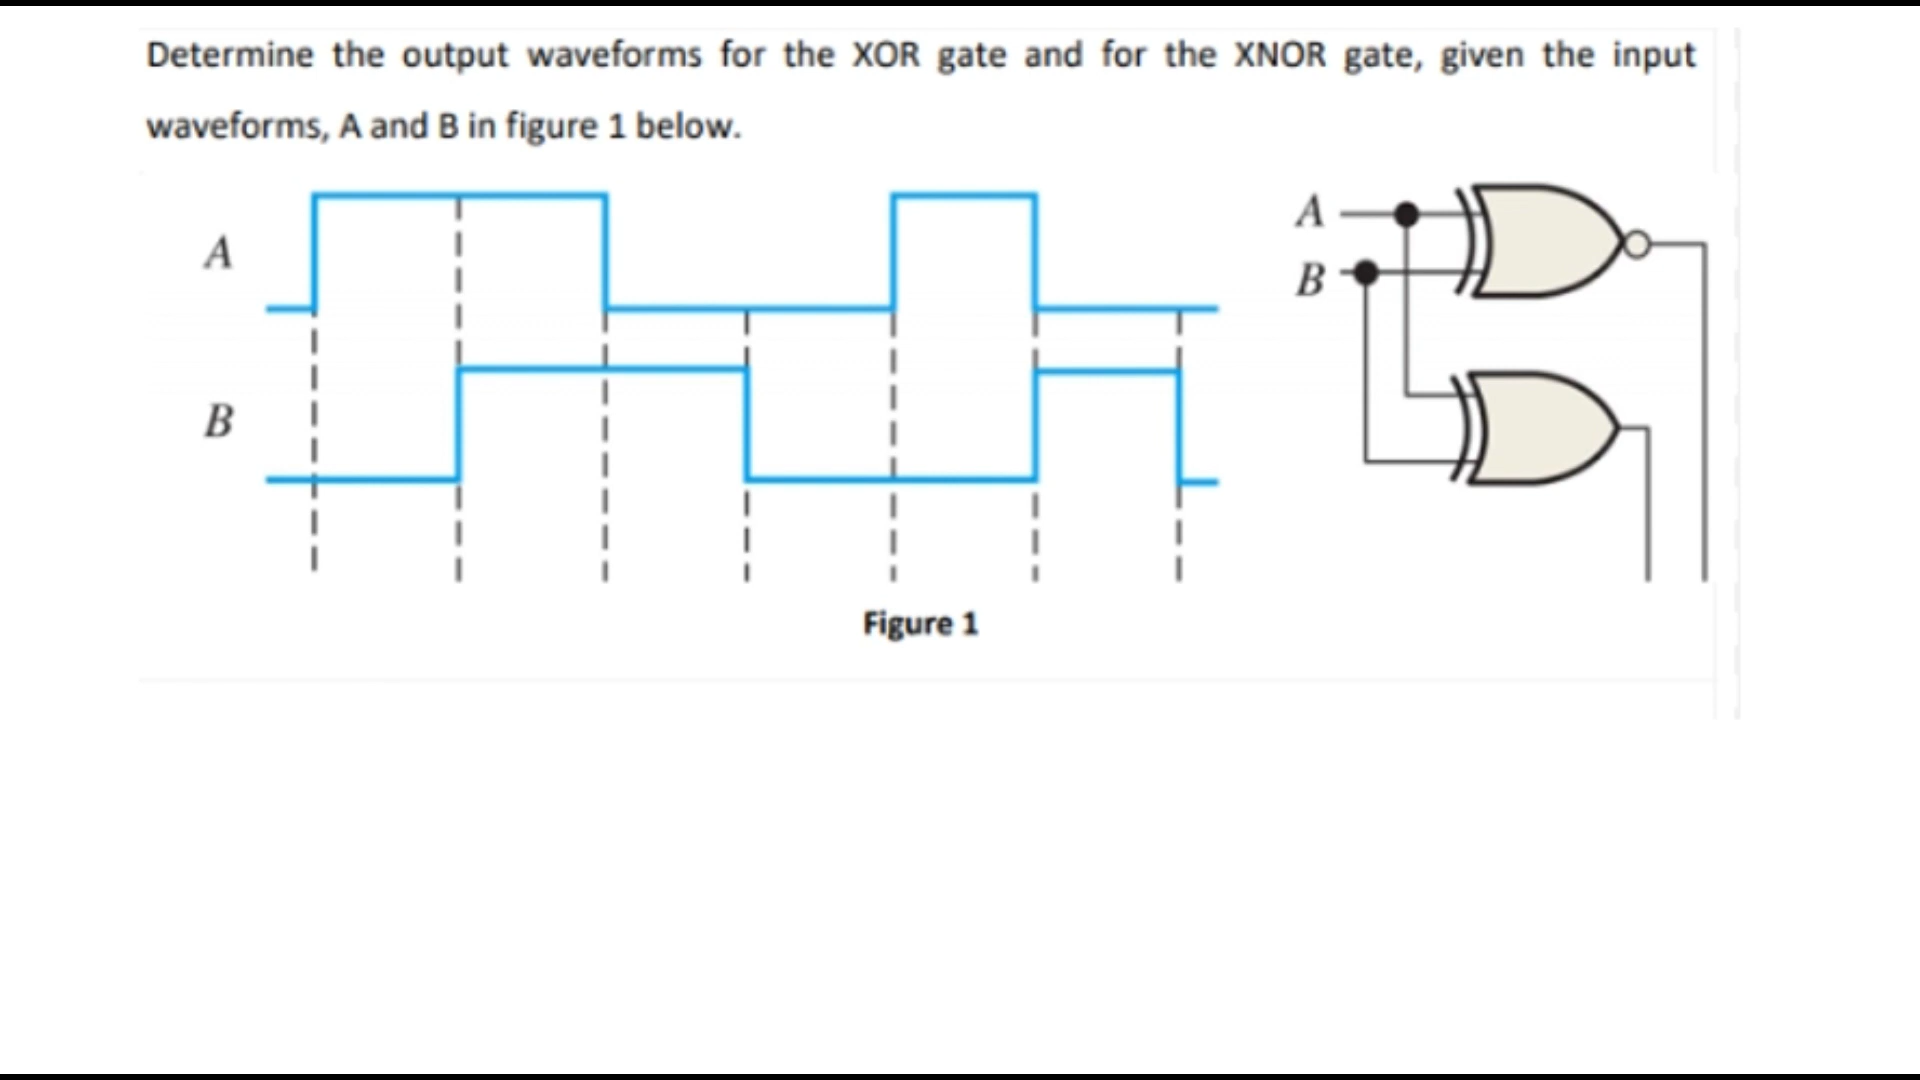 Determine the output waveforms for the XOR gate and for the XNOR gate, given the input
waveforms, A and B in figure 1 below.
A
B
A
B
Figure 1